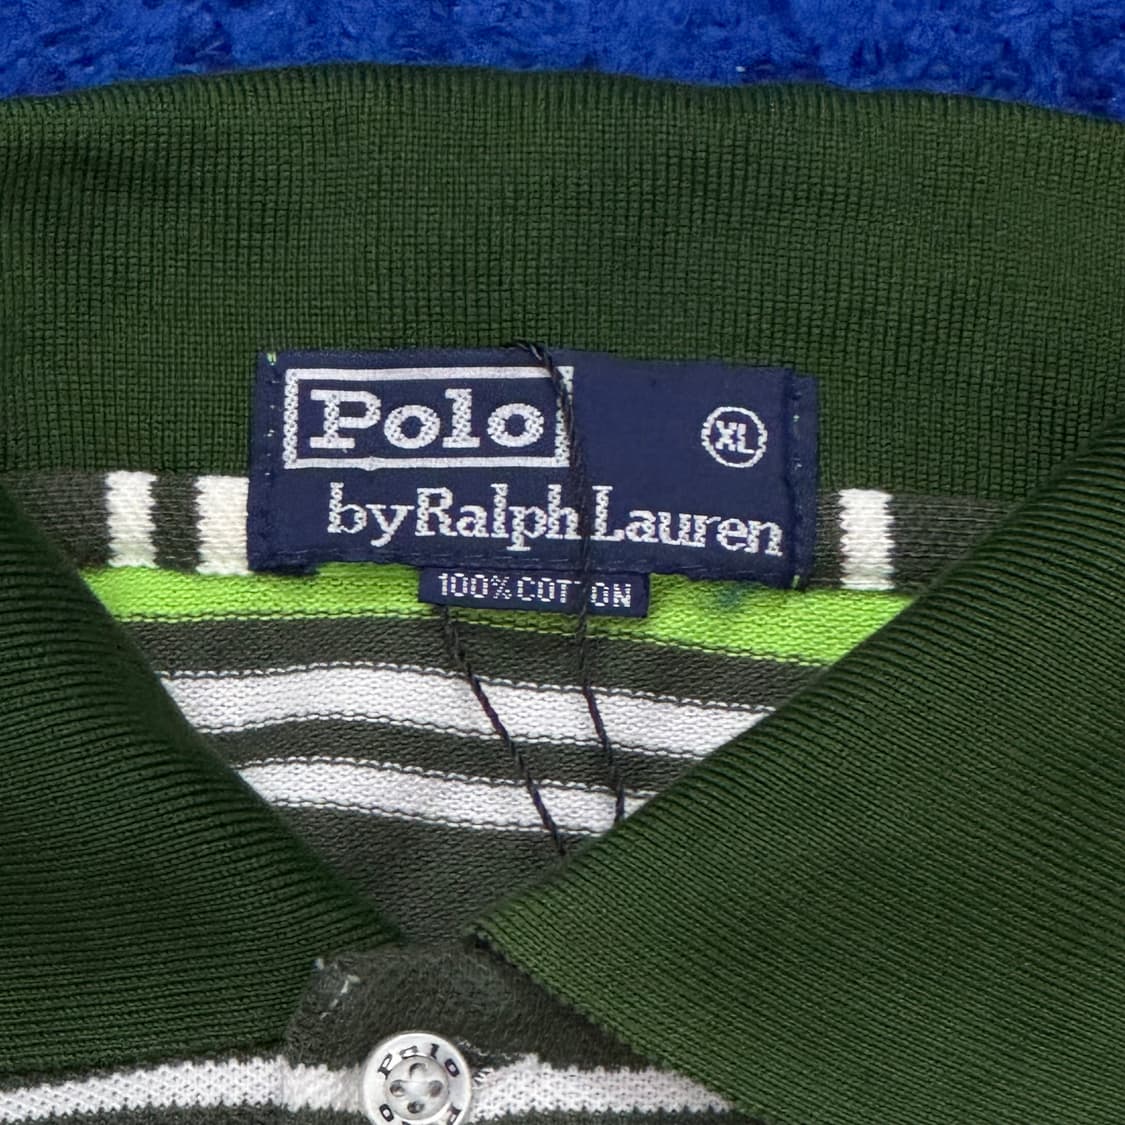 Polo
XL
by Ralph Lauren
100% COTTON
Polo